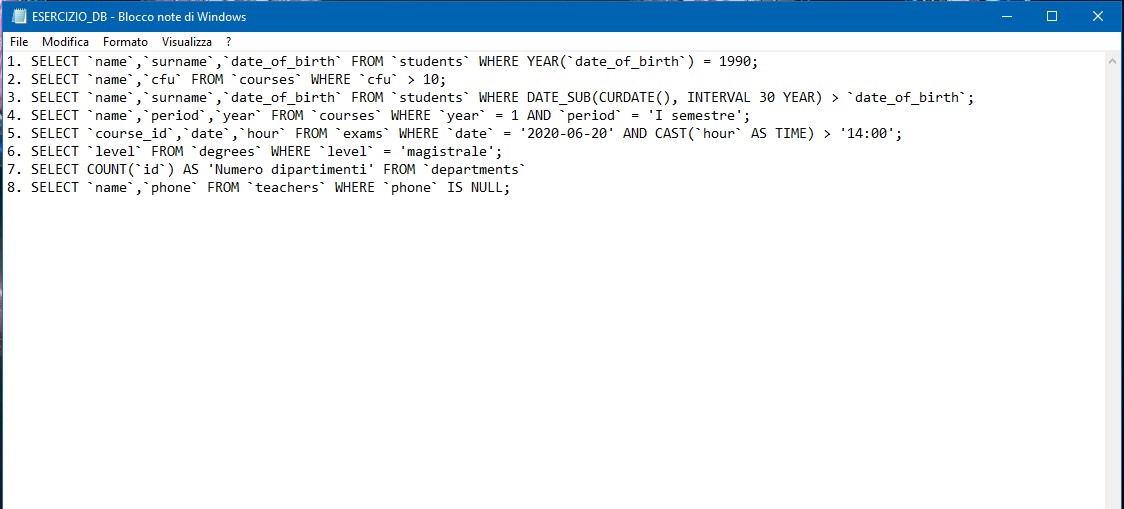 ESERCIZIO_DB - Blocco note di Windows
File Modifica Formato Visualizza ?
1. SELECT `name`,`surname`,`date_of_birth` FROM `students` WHERE YEAR(`date_of_birth`) = 1990;
2. SELECT `name`,`cfu` FROM `courses` WHERE `cfu` > 10;
3. SELECT `name`,`surname`,`date_of_birth` FROM `students` WHERE DATE_SUB(CURDATE(), INTERVAL 30 YEAR) > `date_of_birth`;
4. SELECT `name`,`period`,`year` FROM `courses` WHERE `year` = 1 AND `period` = 'I semestre';
5. SELECT `course_id`,`date`,`hour` FROM `exams` WHERE `date` = '2020-06-20' AND CAST(`hour` AS TIME) > '14:00';
6. SELECT `level` FROM `degrees` WHERE `level` = 'magistrale';
7. SELECT COUNT(`id`) AS 'Numero dipartimenti' FROM `departments`
8. SELECT `name`,`phone` FROM `teachers` WHERE `phone` IS NULL;